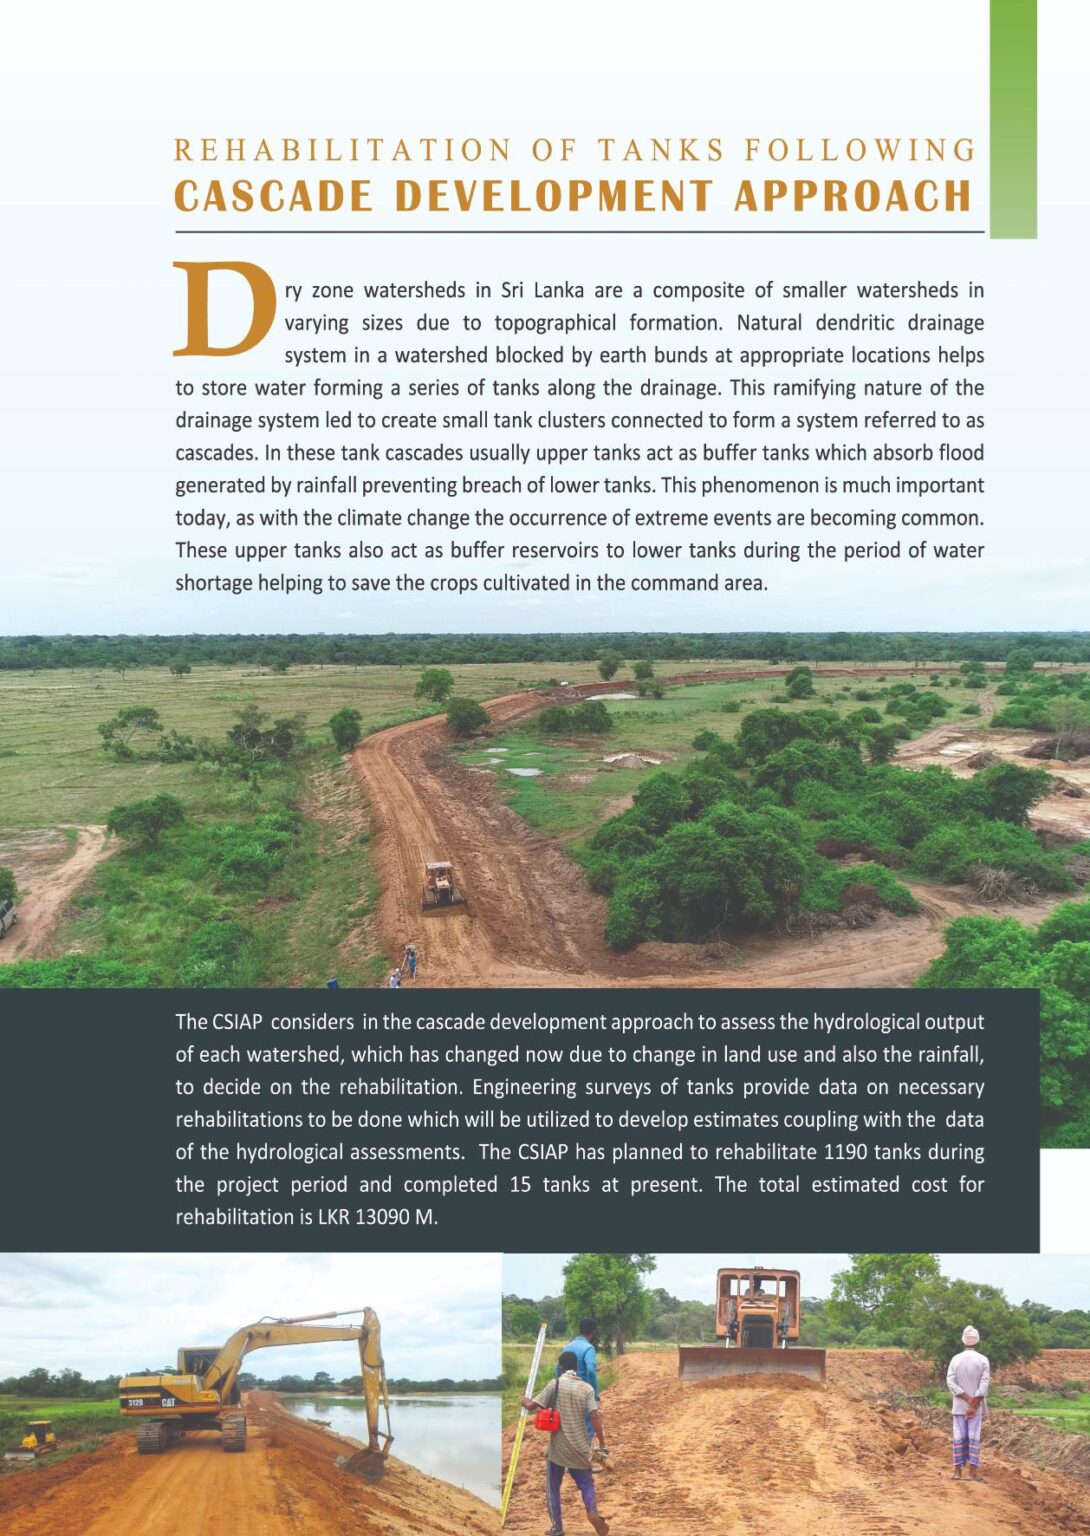 REHABILITATION OF TANKS FOLLOWING
CASCADE DEVELOPMENT APPROACH
Dry zone watersheds in Sri Lanka are a composite of smaller watersheds in
varying sizes due to topographical formation. Natural dendritic drainage
system in a watershed blocked by earth bunds at appropriate locations helps
to store water forming a series of tanks along the drainage. This ramifying nature of the
drainage system led to create small tank clusters connected to form a system referred to as
cascades. In these tank cascades usually upper tanks act as buffer tanks which absorb flood
generated by rainfall preventing breach of lower tanks. This phenomenon is much important
today, as with the climate change the occurrence of extreme events are becoming common.
These upper tanks also act as buffer reservoirs to lower tanks during the period of water
shortage helping to save the crops cultivated in the command area.
The CSIAP considers in the cascade development approach to assess the hydrological output
of each watershed, which has changed now due to change in land use and also the rainfall,
to decide on the rehabilitation. Engineering surveys of tanks provide data on necessary
rehabilitations to be done which will be utilized to develop estimates coupling with the data
of the hydrological assessments. The CSIAP has planned to rehabilitate 1190 tanks during
the project period and completed 15 tanks at present. The total estimated cost for
rehabilitation is LKR 13090 M.
312B CAT